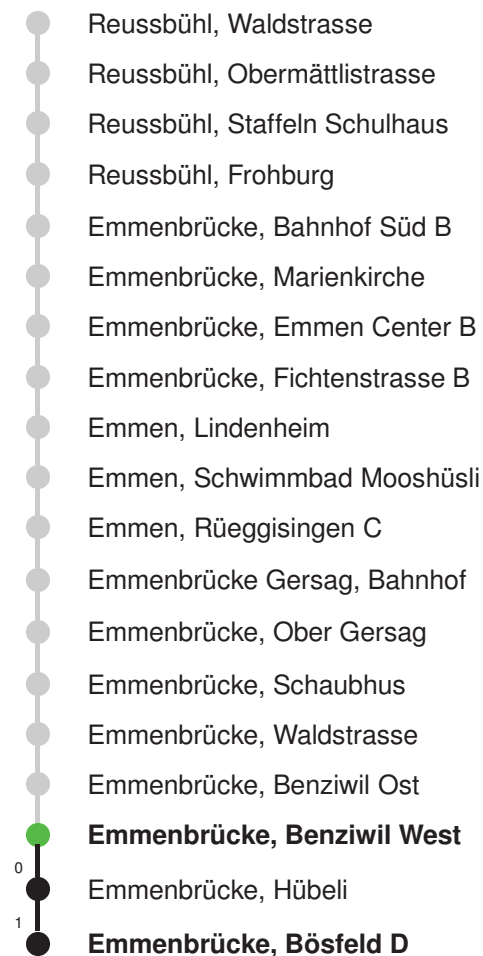 Reussbühl, Waldstrasse
Reussbühl, Obermättlistrasse
Reussbühl, Staffeln Schulhaus
Reussbühl, Frohburg
Emmenbrücke, Bahnhof Süd B
Emmenbrücke, Marienkirche
Emmenbrücke, Emmen Center B
Emmenbrücke, Fichtenstrasse B
Emmen, Lindenheim
Emmen, Schwimmbad Mooshüsli
Emmen, Rüeggisingen C
Emmenbrücke Gersag, Bahnhof
Emmenbrücke, Ober Gersag
Emmenbrücke, Schaubhus
Emmenbrücke, Waldstrasse
Emmenbrücke, Benziwil Ost
Emmenbrücke, Benziwil West
0
Emmenbrücke, Hübeli
1
Emmenbrücke, Bösfeld D